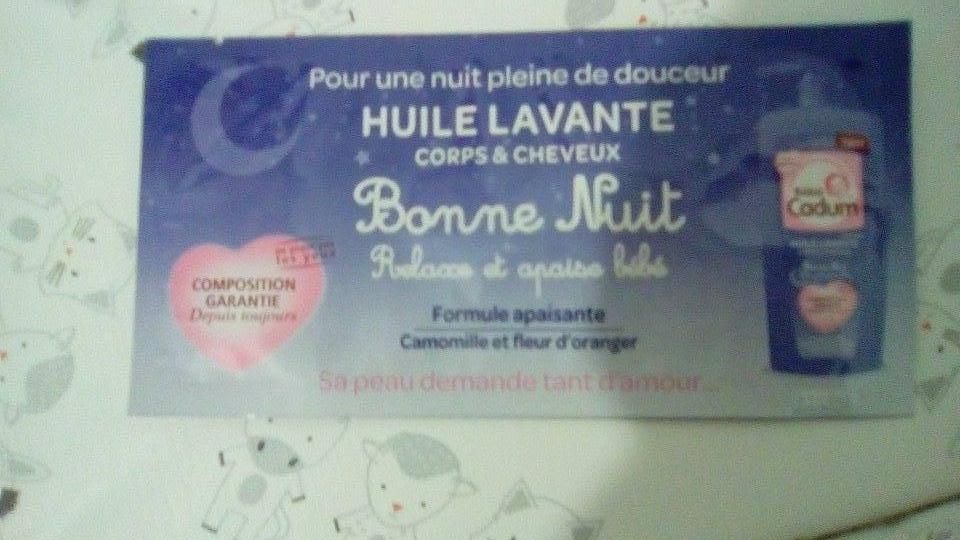 Pour une nuit pleine de douceur
HUILE LAVANTE
CORPS & CHEVEUX
Bonne Nuit
Relaxe et apaise bébé
COMPOSITION
GARANTIE
Depuis toujours
Formule apaisante
Camomille et fleur d'oranger
Sa peau demande tant d'amour...
Cadum